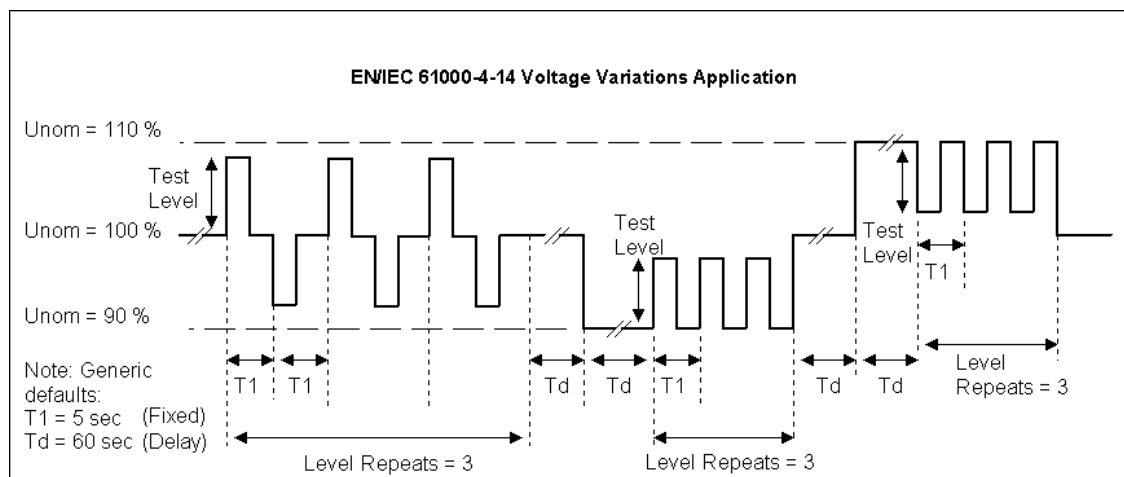 EN/IEC 61000-4-14 Voltage Variations Application
Unom = 110 %
Test
Level
Unom = 100 %
Test
Level
Test
Level
T1
Unom = 90 %
Note: Generic
defaults:
T1 = 5 sec (Fixed)
Td = 60 sec (Delay)
T1
T1
Td
Td
T1
Td
Td
Level
Repeats = 3
Level Repeats = 3
Level Repeats = 3